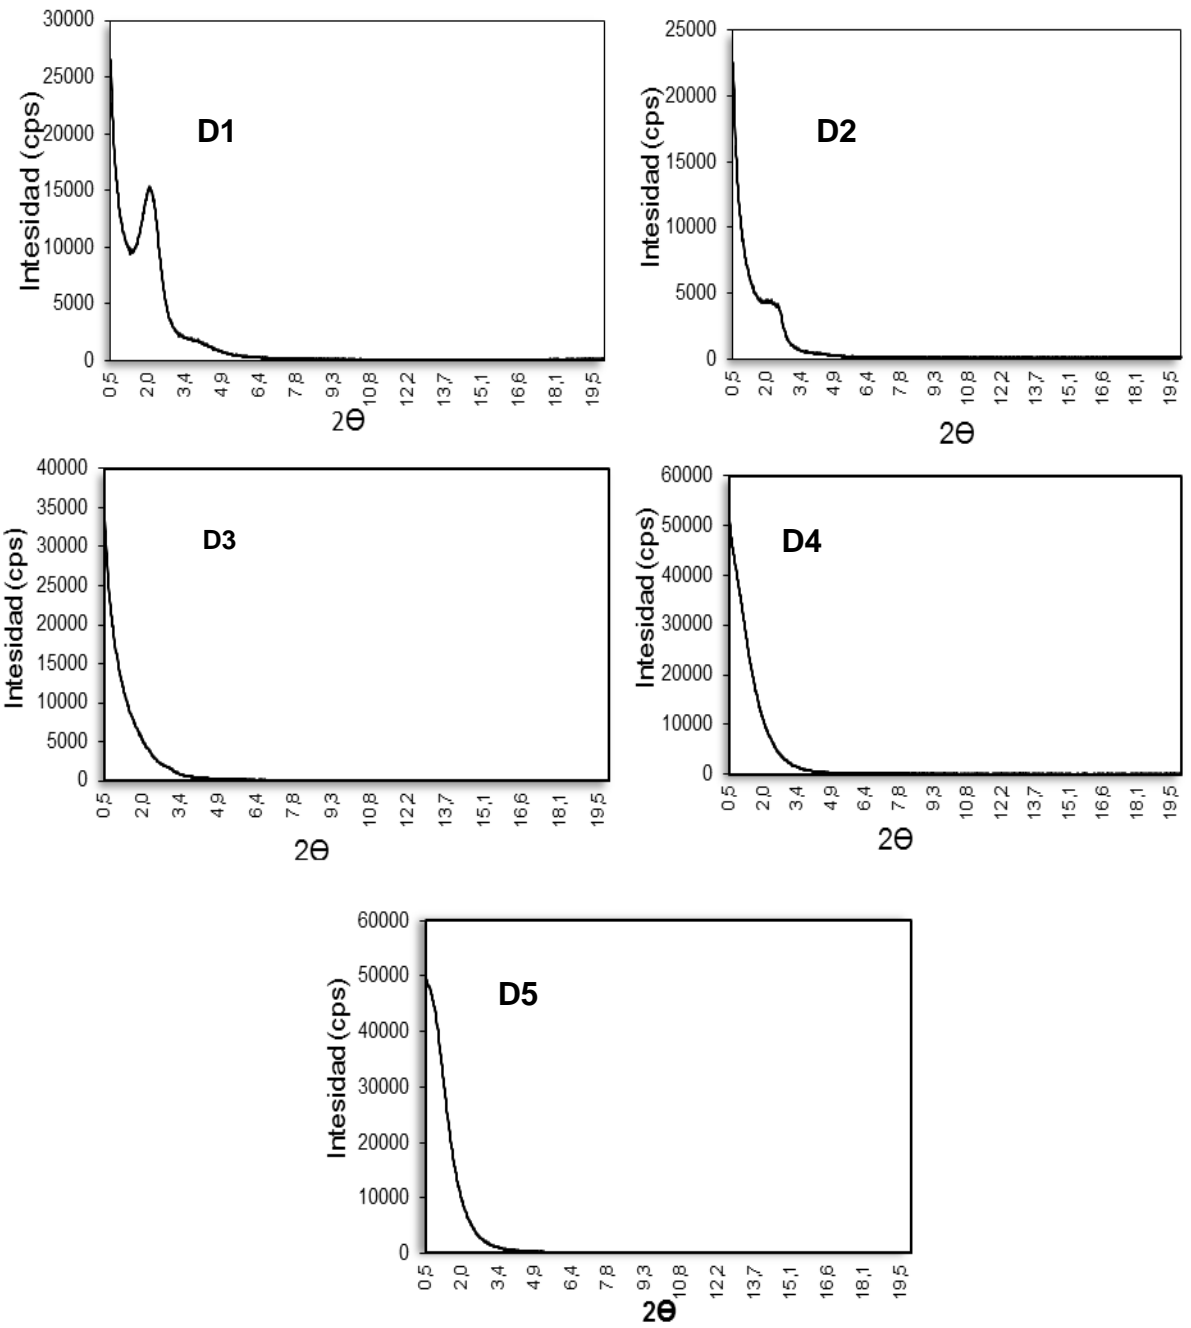 30000
25000
20000
15000
10000
5000
0
Intesidad (cps)
D1
0,5 2,0 3,4 4,9 6,4 7,8 9,3 10,8 12,2 13,7 15,1 16,6 18,1 19,5
2Θ
25000
20000
15000
10000
5000
0
Intesidad (cps)
D2
0,5 2,0 3,4 4,9 6,4 7,8 9,3 10,8 12,2 13,7 15,1 16,6 18,1 19,5
2Θ
40000
35000
30000
25000
20000
15000
10000
5000
0
Intesidad (cps)
D3
0,5 2,0 3,4 4,9 6,4 7,8 9,3 10,8 12,2 13,7 15,1 16,6 18,1 19,5
2Θ
60000
50000
40000
30000
20000
10000
0
Intesidad (cps)
D4
0,5 2,0 3,4 4,9 6,4 7,8 9,3 10,8 12,2 13,7 15,1 16,6 18,1 19,5
2Θ
60000
50000
40000
30000
20000
10000
0
Intesidad (cps)
D5
0,5 2,0 3,4 4,9 6,4 7,8 9,3 10,8 12,2 13,7 15,1 16,6 18,1 19,5
2Θ